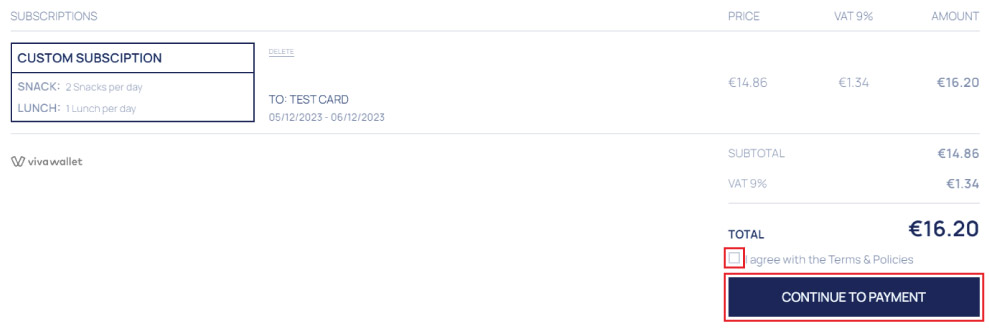 SUBSCRIPTIONS PRICE VAT 9% AMOUNT
CUSTOM SUBSCIPTION
SNACK: 2 Snacks per day
LUNCH: 1 Lunch per day
DELETE
TO: TEST CARD
05/12/2023 - 06/12/2023
€14.86 €1.34 €16.20
viva wallet
SUBTOTAL €14.86
VAT 9% €1.34
TOTAL €16.20
I agree with the Terms & Policies
CONTINUE TO PAYMENT